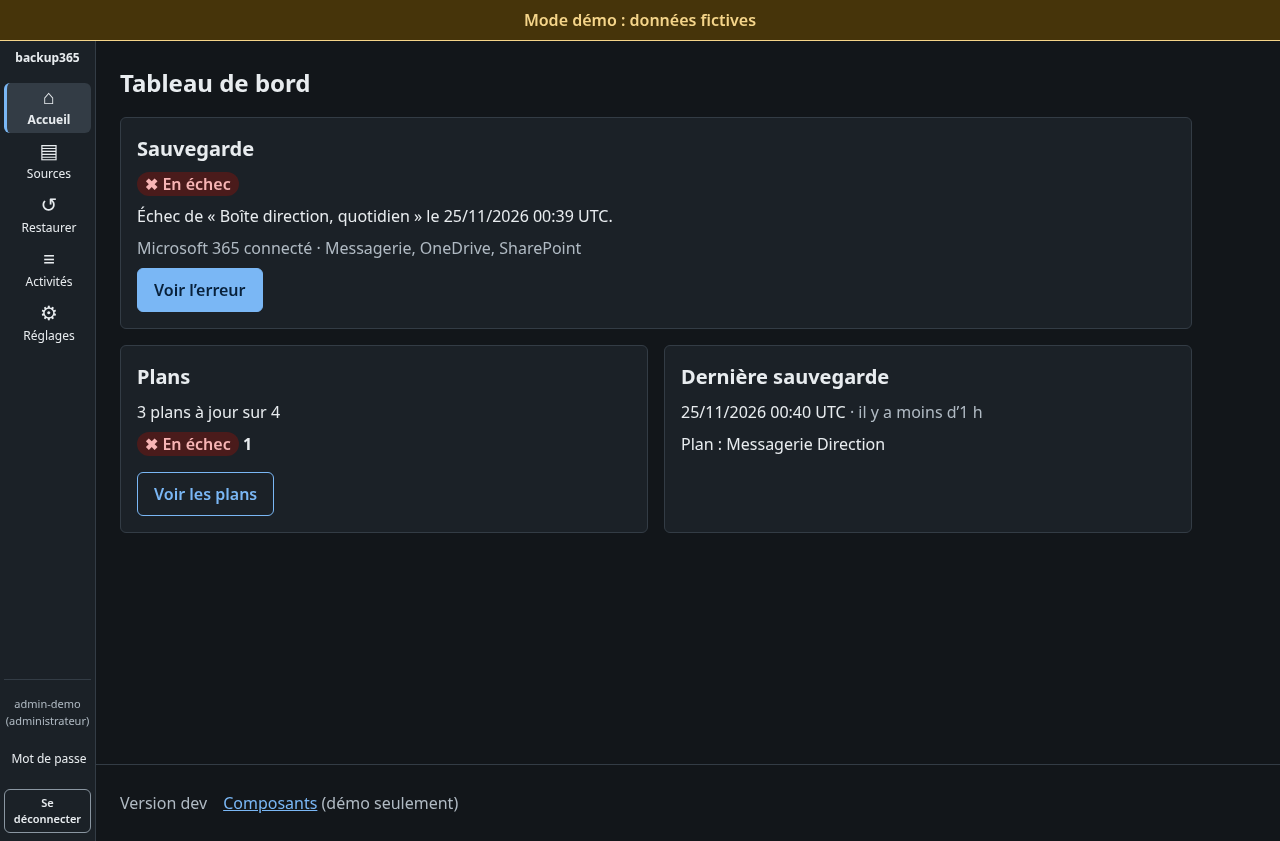 Mode démo : données fictives
backup365
⌂
Accueil
▤
Sources
↺
Restaurer
≡
Activités
⚙
Réglages
admin-demo
(administrateur)
Mot de passe
Se
déconnecter
Tableau de bord
Sauvegarde
✖ En échec
Échec de « Boîte direction, quotidien » le 25/11/2026 00:39 UTC.
Microsoft 365 connecté · Messagerie, OneDrive, SharePoint
Voir l’erreur
Plans
3 plans à jour sur 4
✖ En échec 1
Voir les plans
Dernière sauvegarde
25/11/2026 00:40 UTC · il y a moins d’1 h
Plan : Messagerie Direction
Version dev Composants (démo seulement)